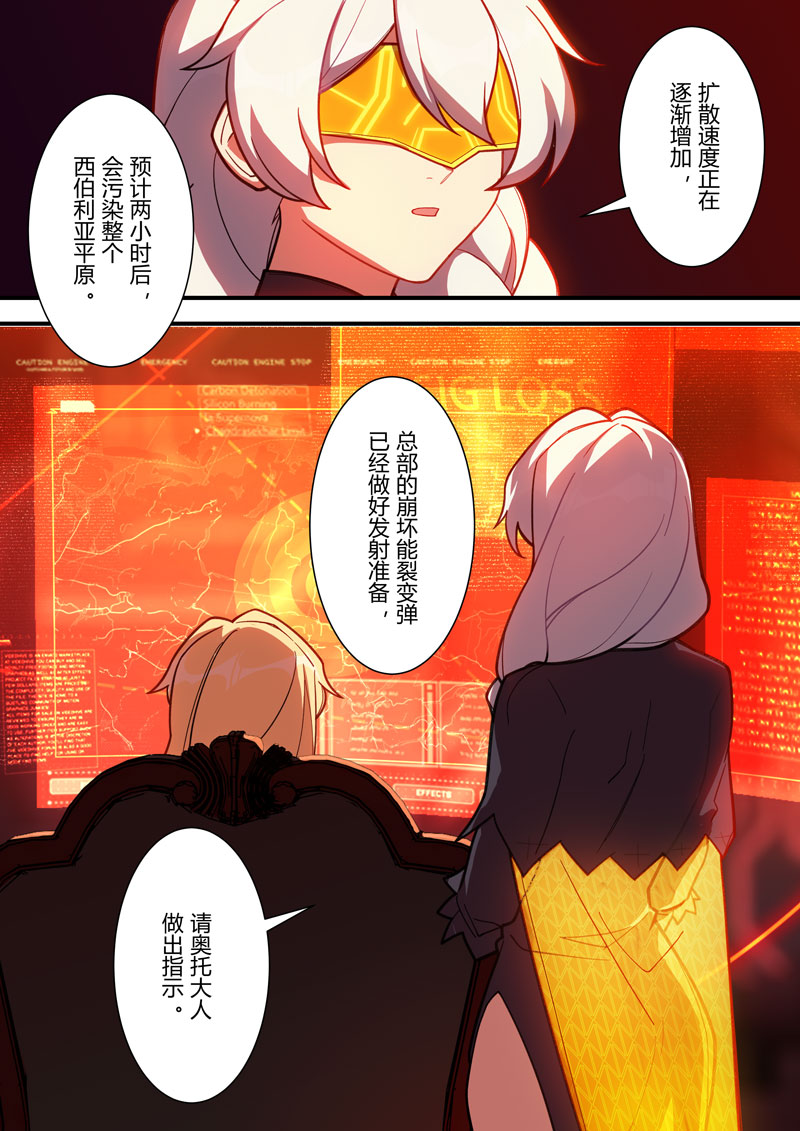 扩散速度正在
逐渐增加，
预计两小时后，
会污染整个
西伯利亚平原。
CAUTION ENGINE
EMERGENCY
CAUTION ENGINE STOP
EMERGENCY
CAUTION ENGINE STOP
Carbon Detonation
Silicon Burning
No Supernova
Chandrasekhar Limit
SIG LOSS
总部的崩坏能裂变弹
已经做好发射准备，
EFFECTS
请奥托大人
做出指示。